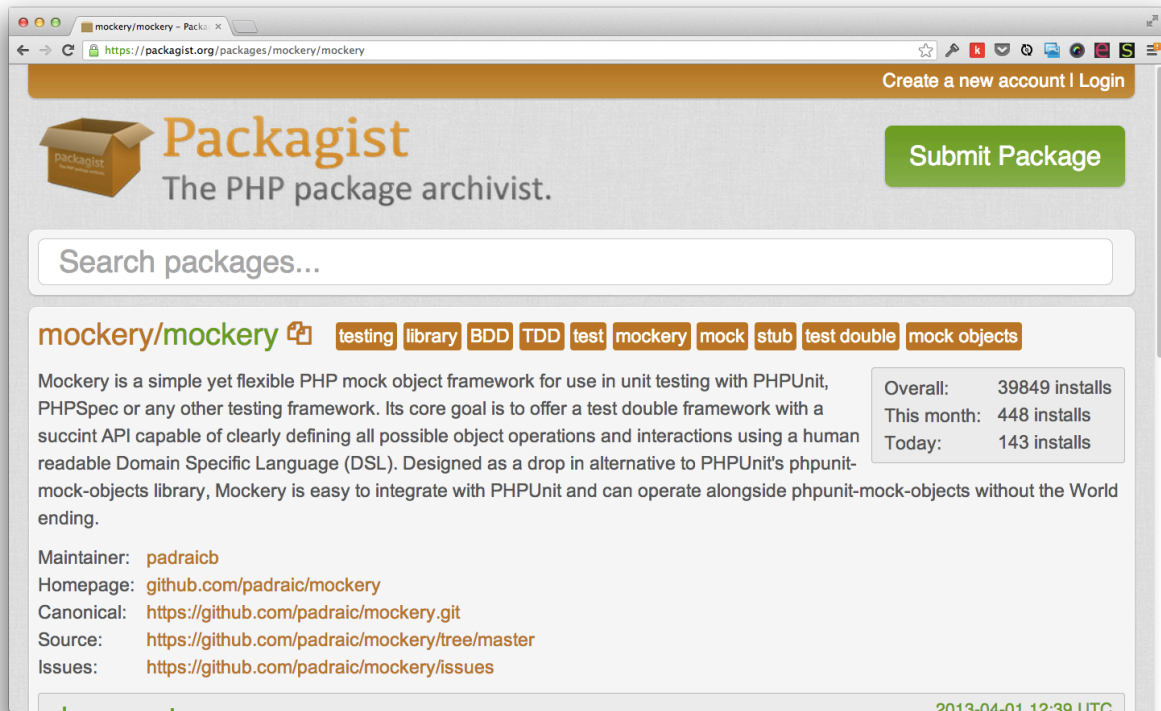 mockery/mockery – Packa
https://packagist.org/packages/mockery/mockery
Create a new account | Login
packagist
Packagist
The PHP package archivist.
Submit Package
Search packages...
mockery/mockery testing library BDD TDD test mockery mock stub test double mock objects
Mockery is a simple yet flexible PHP mock object framework for use in unit testing with PHPUnit,
PHPSpec or any other testing framework. Its core goal is to offer a test double framework with a
succint API capable of clearly defining all possible object operations and interactions using a human
readable Domain Specific Language (DSL). Designed as a drop in alternative to PHPUnit's phpunit-
mock-objects library, Mockery is easy to integrate with PHPUnit and can operate alongside phpunit-mock-objects without the World
ending.
Overall: 39849 installs
This month: 448 installs
Today: 143 installs
Maintainer: padraicb
Homepage: github.com/padraic/mockery
Canonical: https://github.com/padraic/mockery.git
Source: https://github.com/padraic/mockery/tree/master
Issues: https://github.com/padraic/mockery/issues
2013-04-01 12:39 UTC